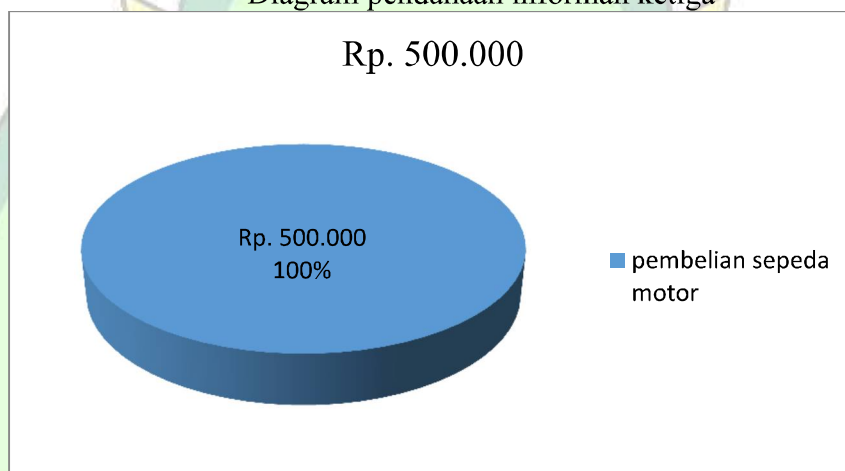 Diagram pendanaan informan ketiga
Rp. 500.000
Rp. 500.000
100%
pembelian sepeda
motor